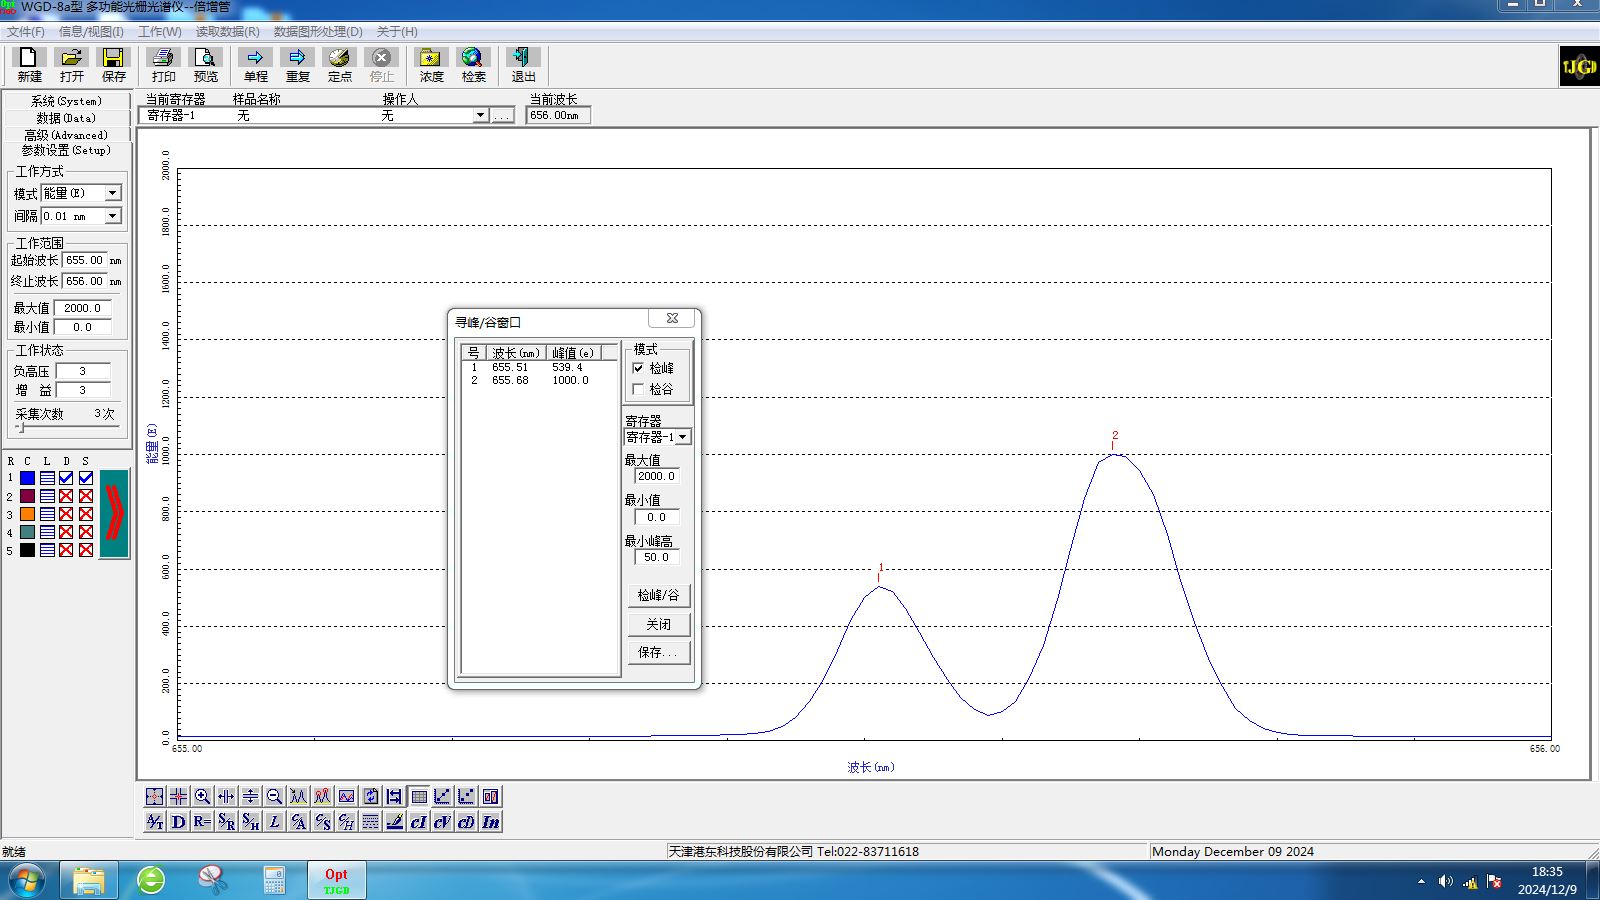 WGD-8a型 多功能光栅光谱仪--倍增管
文件(F) 信息/视图(I) 工作(W) 读取数据(R) 数据图形处理(D) 关于(H)
新建 打开 保存 打印 预览 单程 重复 定点 停止 浓度 检索 退出
TJGD
系统(System)
数据(Data)
高级(Advanced)
参数设置(Setup)
工作方式
模式 能量(E)
间隔 0.01 nm
工作范围
起始波长 655.00 nm
终止波长 656.00 nm
最大值 2000.0
最小值 0.0
工作状态
负高压 3
增 益 3
采集次数 3次
R C L D S
1
2
3
4
5
当前寄存器 样品名称 操作人 当前波长
寄存器-1 无 无 ... 656.00nm
2000.0
1800.0
1600.0
1400.0
1200.0
1000.0
800.0
600.0
400.0
200.0
0.0
能量(E)
655.00 656.00
波长(nm)
1
2
寻峰/谷窗口
号 波长(nm) 峰值(e)
1 655.51 539.4
2 655.68 1000.0
模式
检峰
检谷
寄存器
寄存器-1
最大值
2000.0
最小值
0.0
最小峰高
50.0
检峰/谷
关闭
保存...
A/T D R= S/R S/H L C/A C/S C/H cI cV cD In
就绪 天津港东科技股份有限公司 Tel:022-83711618 Monday December 09 2024
Opt
TJGD
18:35
2024/12/9